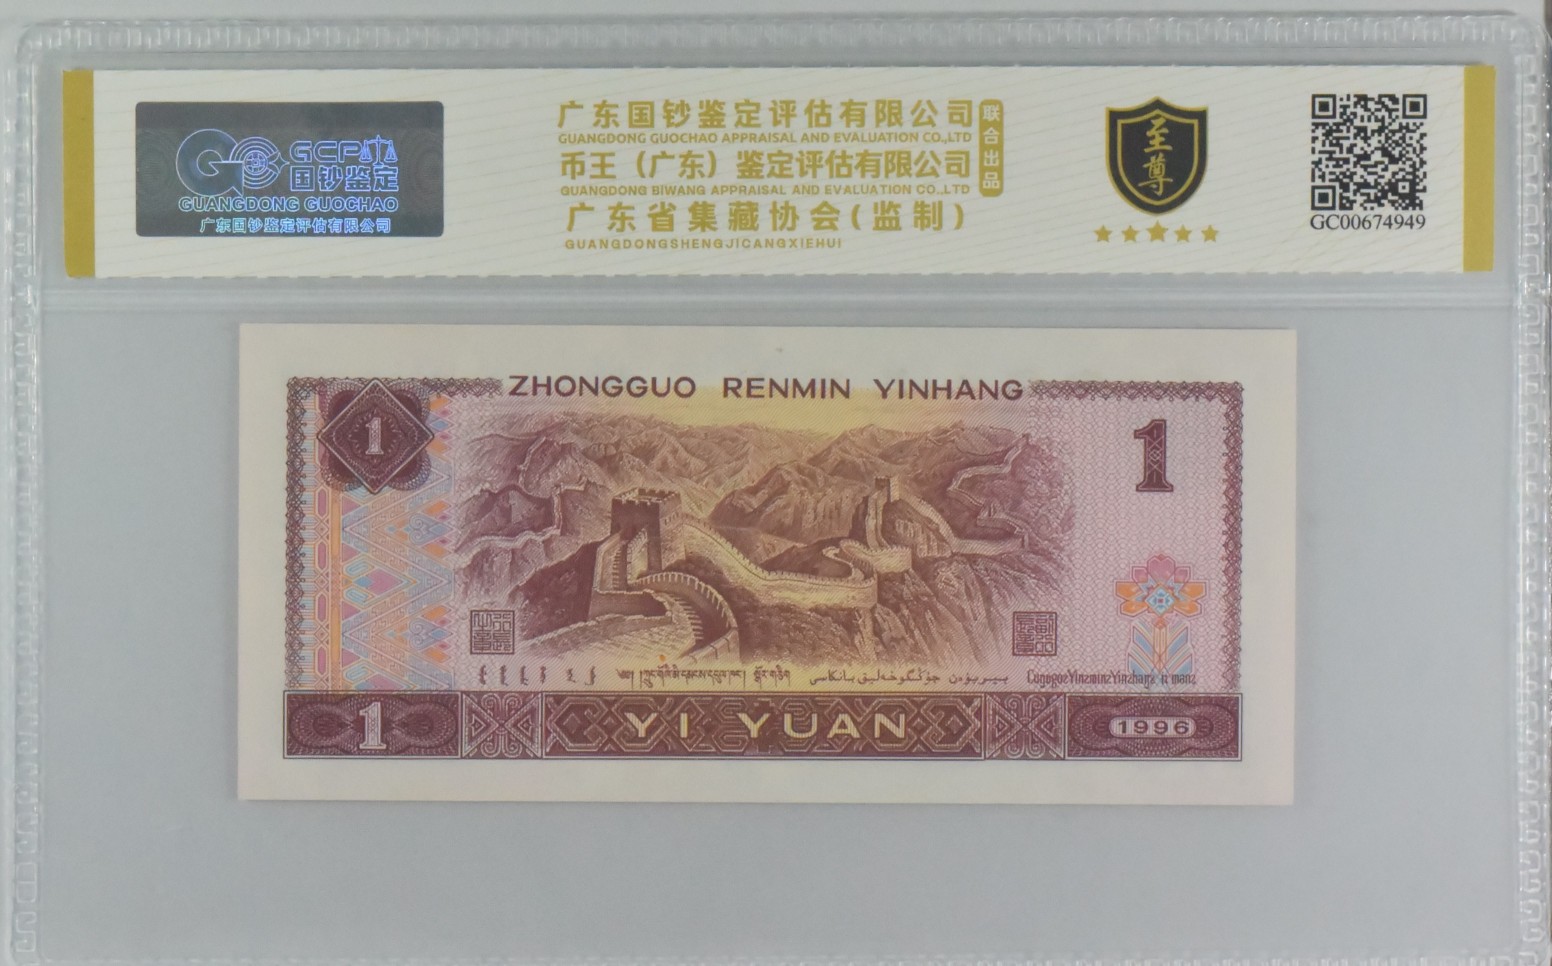 GCP
国钞鉴定
GUANGDONG GUOCHAO
广东国钞鉴定评估有限公司
广东国钞鉴定评估有限公司
GUANGDONG GUOCHAO APPRAISAL AND EVALUATION CO.,LTD
币王（广东）鉴定评估有限公司
GUANGDONG BIWANG APPRAISAL AND EVALUATION CO.,LTD
广东省集藏协会(监制)
GUANGDONGSHENGJICANGXIEHUI
联合出品
至尊
GC00674949
ZHONGGUO RENMIN YINHANG
1
1
جۇڭگو خەلىق بانكىسى
1
YI YUAN
1996